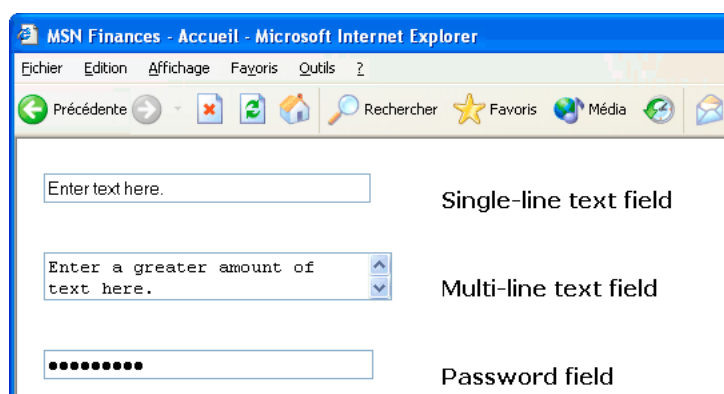 MSN Finances - Accueil - Microsoft Internet Explorer
Fichier Edition Affichage Favoris Outils ?
Précédente Rechercher Favoris Média
Enter text here.
Single-line text field
Enter a greater amount of
text here.
Multi-line text field
●●●●●●●●●
Password field